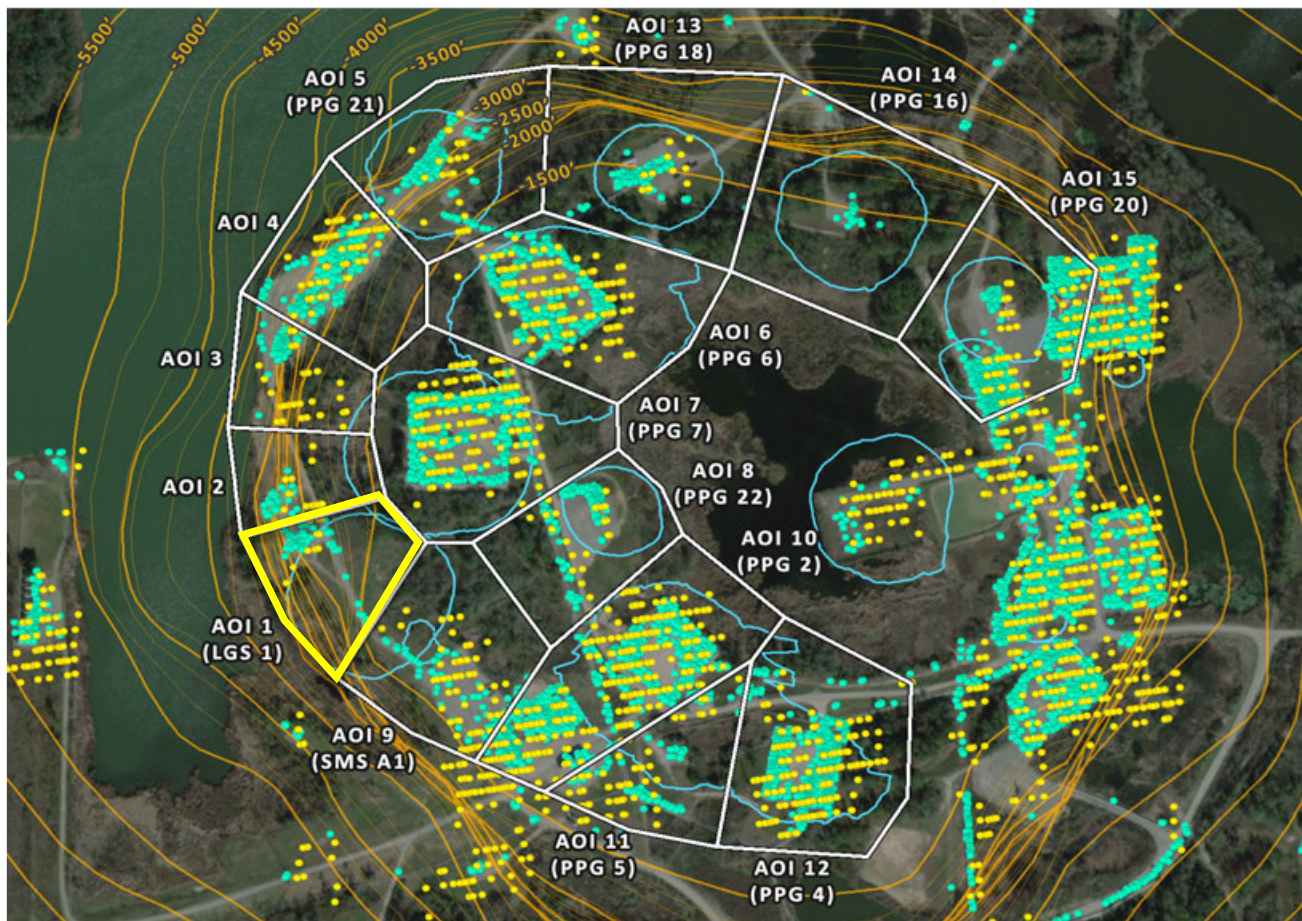 -5500'
-5000'
-4500'
-4000'
-3500'
-3000'
-2500'
-2000'
-1500'
AOI 13
(PPG 18)
AOI 5
(PPG 21)
AOI 14
(PPG 16)
AOI 15
(PPG 20)
AOI 4
AOI 3
AOI 6
(PPG 6)
AOI 7
(PPG 7)
AOI 2
AOI 8
(PPG 22)
AOI 10
(PPG 2)
AOI 1
(LGS 1)
AOI 9
(SMS A1)
AOI 11
(PPG 5)
AOI 12
(PPG 4)